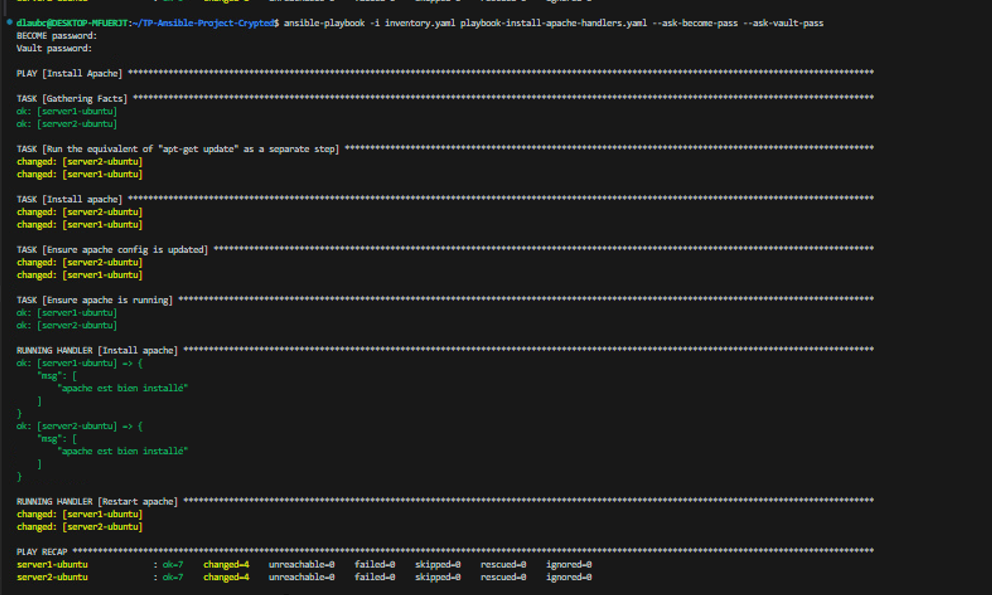 dlaubc@DESKTOP-MFUERJT:~/TP-Ansible-Project-Crypted$ ansible-playbook -i inventory.yaml playbook-install-apache-handlers.yaml --ask-become-pass --ask-vault-pass
BECOME password:
Vault password:
PLAY [Install Apache] ****************************************************************************************************************************************************
TASK [Gathering Facts] ***************************************************************************************************************************************************
ok: [server1-ubuntu]
ok: [server2-ubuntu]
TASK [Run the equivalent of "apt-get update" as a separate step] *********************************************************************************************************
changed: [server2-ubuntu]
changed: [server1-ubuntu]
TASK [Install apache] ****************************************************************************************************************************************************
changed: [server2-ubuntu]
changed: [server1-ubuntu]
TASK [Ensure apache config is updated] ***********************************************************************************************************************************
changed: [server2-ubuntu]
changed: [server1-ubuntu]
TASK [Ensure apache is running] ******************************************************************************************************************************************
ok: [server1-ubuntu]
ok: [server2-ubuntu]
RUNNING HANDLER [Install apache] *****************************************************************************************************************************************
ok: [server1-ubuntu] => {
"msg": [
"apache est bien installé"
]
}
ok: [server2-ubuntu] => {
"msg": [
"apache est bien installé"
]
}
RUNNING HANDLER [Restart apache] *****************************************************************************************************************************************
changed: [server1-ubuntu]
changed: [server2-ubuntu]
PLAY RECAP ***************************************************************************************************************************************************************
server1-ubuntu : ok=7 changed=4 unreachable=0 failed=0 skipped=0 rescued=0 ignored=0
server2-ubuntu : ok=7 changed=4 unreachable=0 failed=0 skipped=0 rescued=0 ignored=0